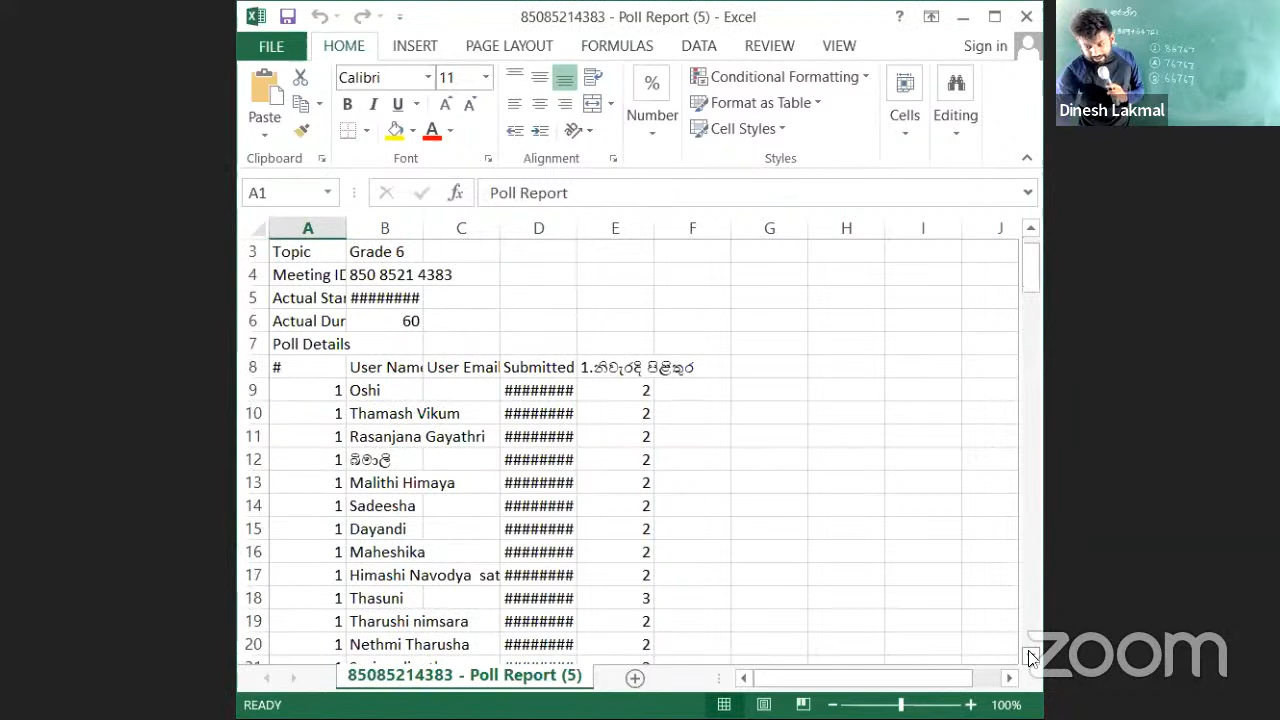 85085214383 - Poll Report (5) - Excel
FILE
HOME
INSERT
PAGE LAYOUT
FORMULAS
DATA
REVIEW
VIEW
Sign in
Paste
Clipboard
Calibri
11
B I U
A A
A
Font
Alignment
%
Number
Conditional Formatting
Format as Table
Cell Styles
Styles
Cells
Editing
A1
fx
Poll Report
A B C D E F G H I J
3 Topic Grade 6
4 Meeting ID 850 8521 4383
5 Actual Star ########
6 Actual Dur 60
7 Poll Details
8 # User Name User Email Submitted 1.නිවැරදි පිළිතුර
9 1 Oshi ######## 2
10 1 Thamash Vikum ######## 2
11 1 Rasanjana Gayathri ######## 2
12 1 බිමාලි ######## 2
13 1 Malithi Himaya ######## 2
14 1 Sadeesha ######## 2
15 1 Dayandi ######## 2
16 1 Maheshika ######## 2
17 1 Himashi Navodya sat ######## 2
18 1 Thasuni ######## 3
19 1 Tharushi nimsara ######## 2
20 1 Nethmi Tharusha ######## 2
85085214383 - Poll Report (5)
READY
100%
86767
76767
66767
Dinesh Lakmal
zoom